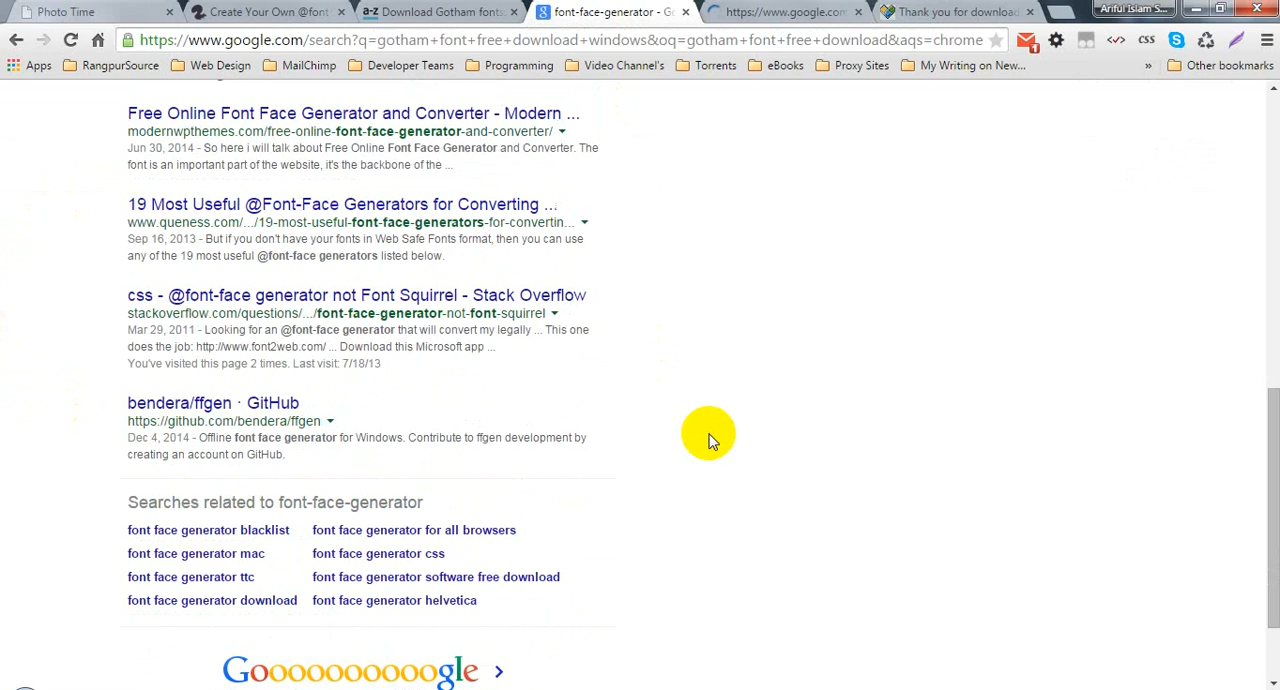 Photo Time
Create Your Own @font
a-z Download Gotham fonts
font-face-generator - Go
https://www.google.com
Thank you for download
Ariful Islam S...
https://www.google.com/search?q=gotham+font+free+download+windows&oq=gotham+font+free+download&aqs=chrome
1
CSS
Apps RangpurSource Web Design MailChimp Developer Teams Programming Video Channel's Torrents eBooks Proxy Sites My Writing on New... » Other bookmarks
Free Online Font Face Generator and Converter - Modern ...
modernwpthemes.com/free-online-font-face-generator-and-converter/
Jun 30, 2014 - So here i will talk about Free Online Font Face Generator and Converter. The
font is an important part of the website, it's the backbone of the ...
19 Most Useful @Font-Face Generators for Converting ...
www.queness.com/.../19-most-useful-font-face-generators-for-convertin...
Sep 16, 2013 - But if you don't have your fonts in Web Safe Fonts format, then you can use
any of the 19 most useful @font-face generators listed below.
css - @font-face generator not Font Squirrel - Stack Overflow
stackoverflow.com/questions/.../font-face-generator-not-font-squirrel
Mar 29, 2011 - Looking for an @font-face generator that will convert my legally ... This one
does the job: http://www.font2web.com/ ... Download this Microsoft app ...
You've visited this page 2 times. Last visit: 7/18/13
bendera/ffgen · GitHub
https://github.com/bendera/ffgen
Dec 4, 2014 - Offline font face generator for Windows. Contribute to ffgen development by
creating an account on GitHub.
Searches related to font-face-generator
font face generator blacklist font face generator for all browsers
font face generator mac font face generator css
font face generator ttc font face generator software free download
font face generator download font face generator helvetica
Goooooooooogle >